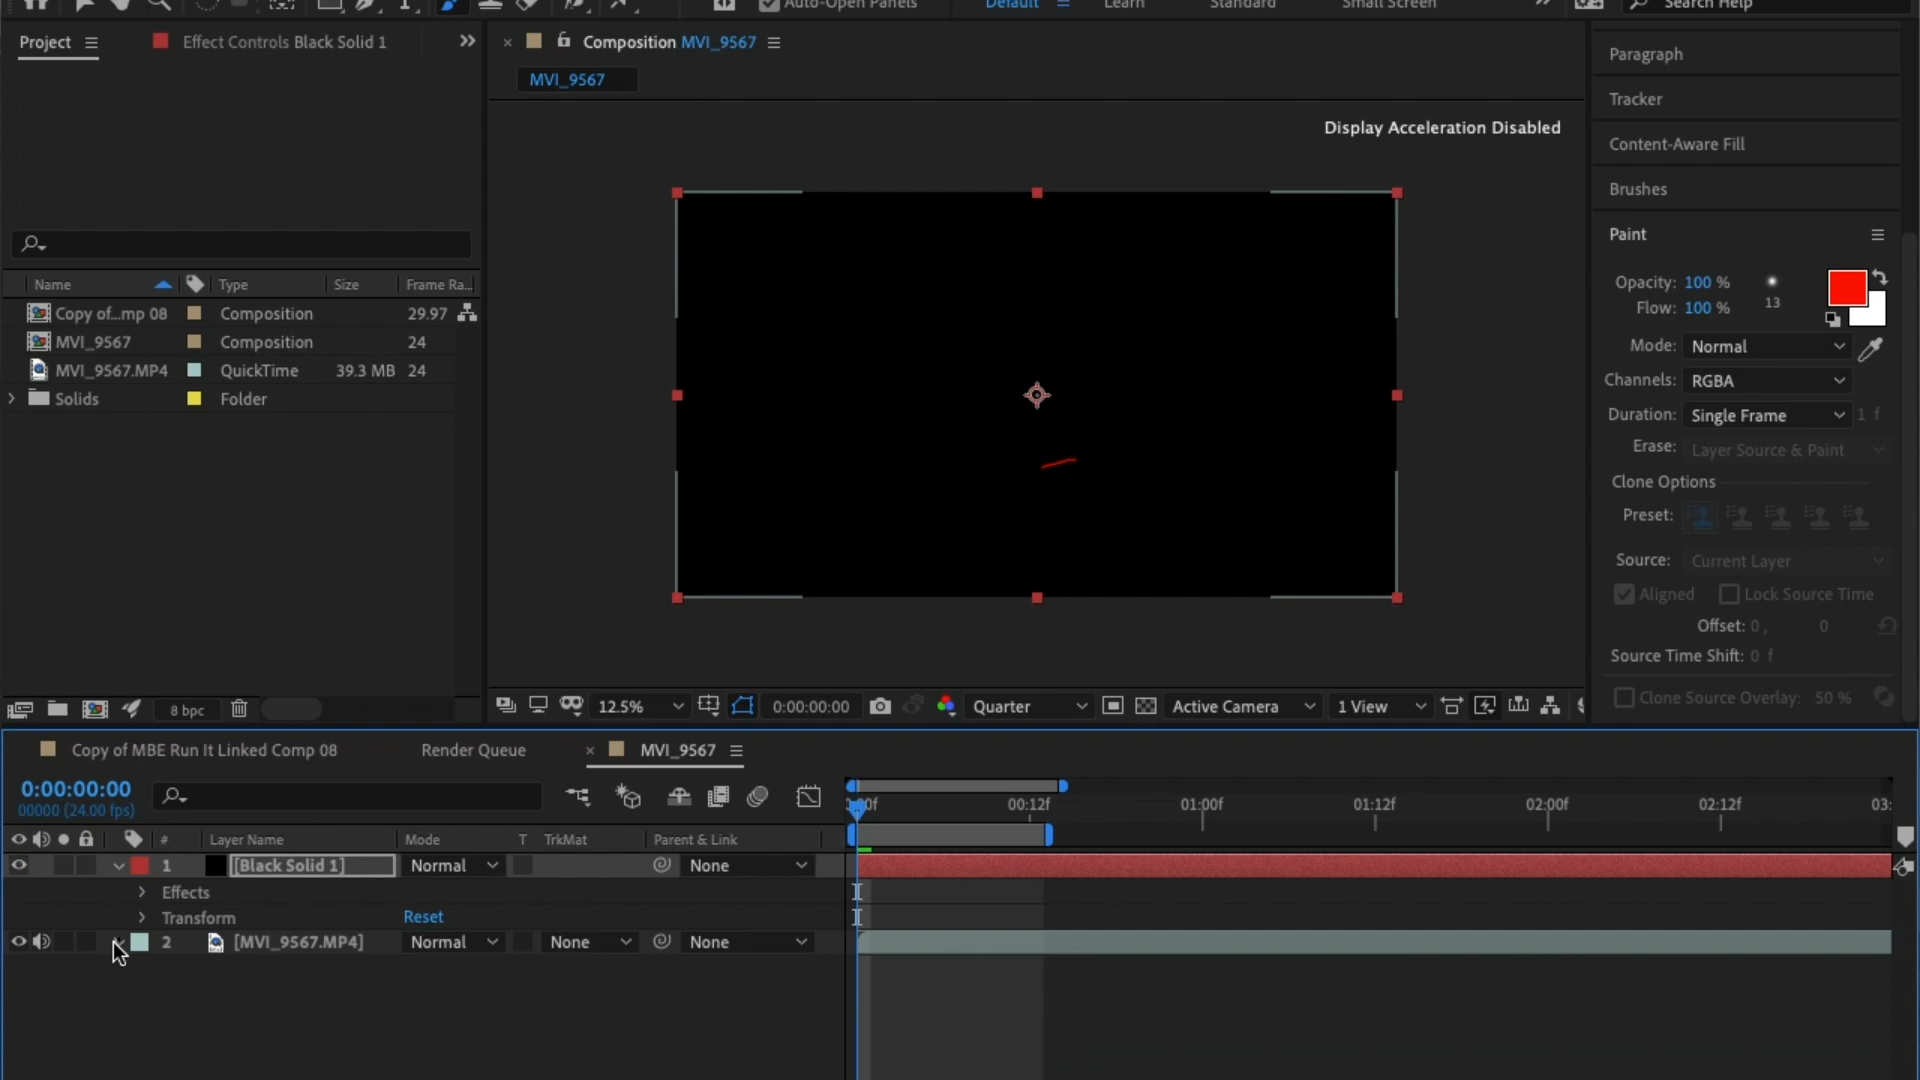 Auto-Open Panels Default Learn Standard Small Screen Search Help
Project Effect Controls Black Solid 1
Composition MVI_9567
MVI_9567
Display Acceleration Disabled
Name Type Size Frame Ra...
Copy of...mp 08 Composition 29.97
MVI_9567 Composition 24
MVI_9567.MP4 QuickTime 39.3 MB 24
Solids Folder
8 bpc
12.5% 0:00:00:00 Quarter Active Camera 1 View
Paragraph
Tracker
Content-Aware Fill
Brushes
Paint
Opacity: 100 %
Flow: 100 %
13
Mode: Normal
Channels: RGBA
Duration: Single Frame 1 f
Erase: Layer Source & Paint
Clone Options
Preset:
Source: Current Layer
Aligned Lock Source Time
Offset: 0 , 0
Source Time Shift: 0 f
Clone Source Overlay: 50 %
Copy of MBE Run It Linked Comp 08 Render Queue MVI_9567
0:00:00:00
00000 (24.00 fps)
00:12f 01:00f 01:12f 02:00f 02:12f 03:
# Layer Name Mode T TrkMat Parent & Link
1 [Black Solid 1] Normal None
Effects
Transform Reset
2 [MVI_9567.MP4] Normal None None